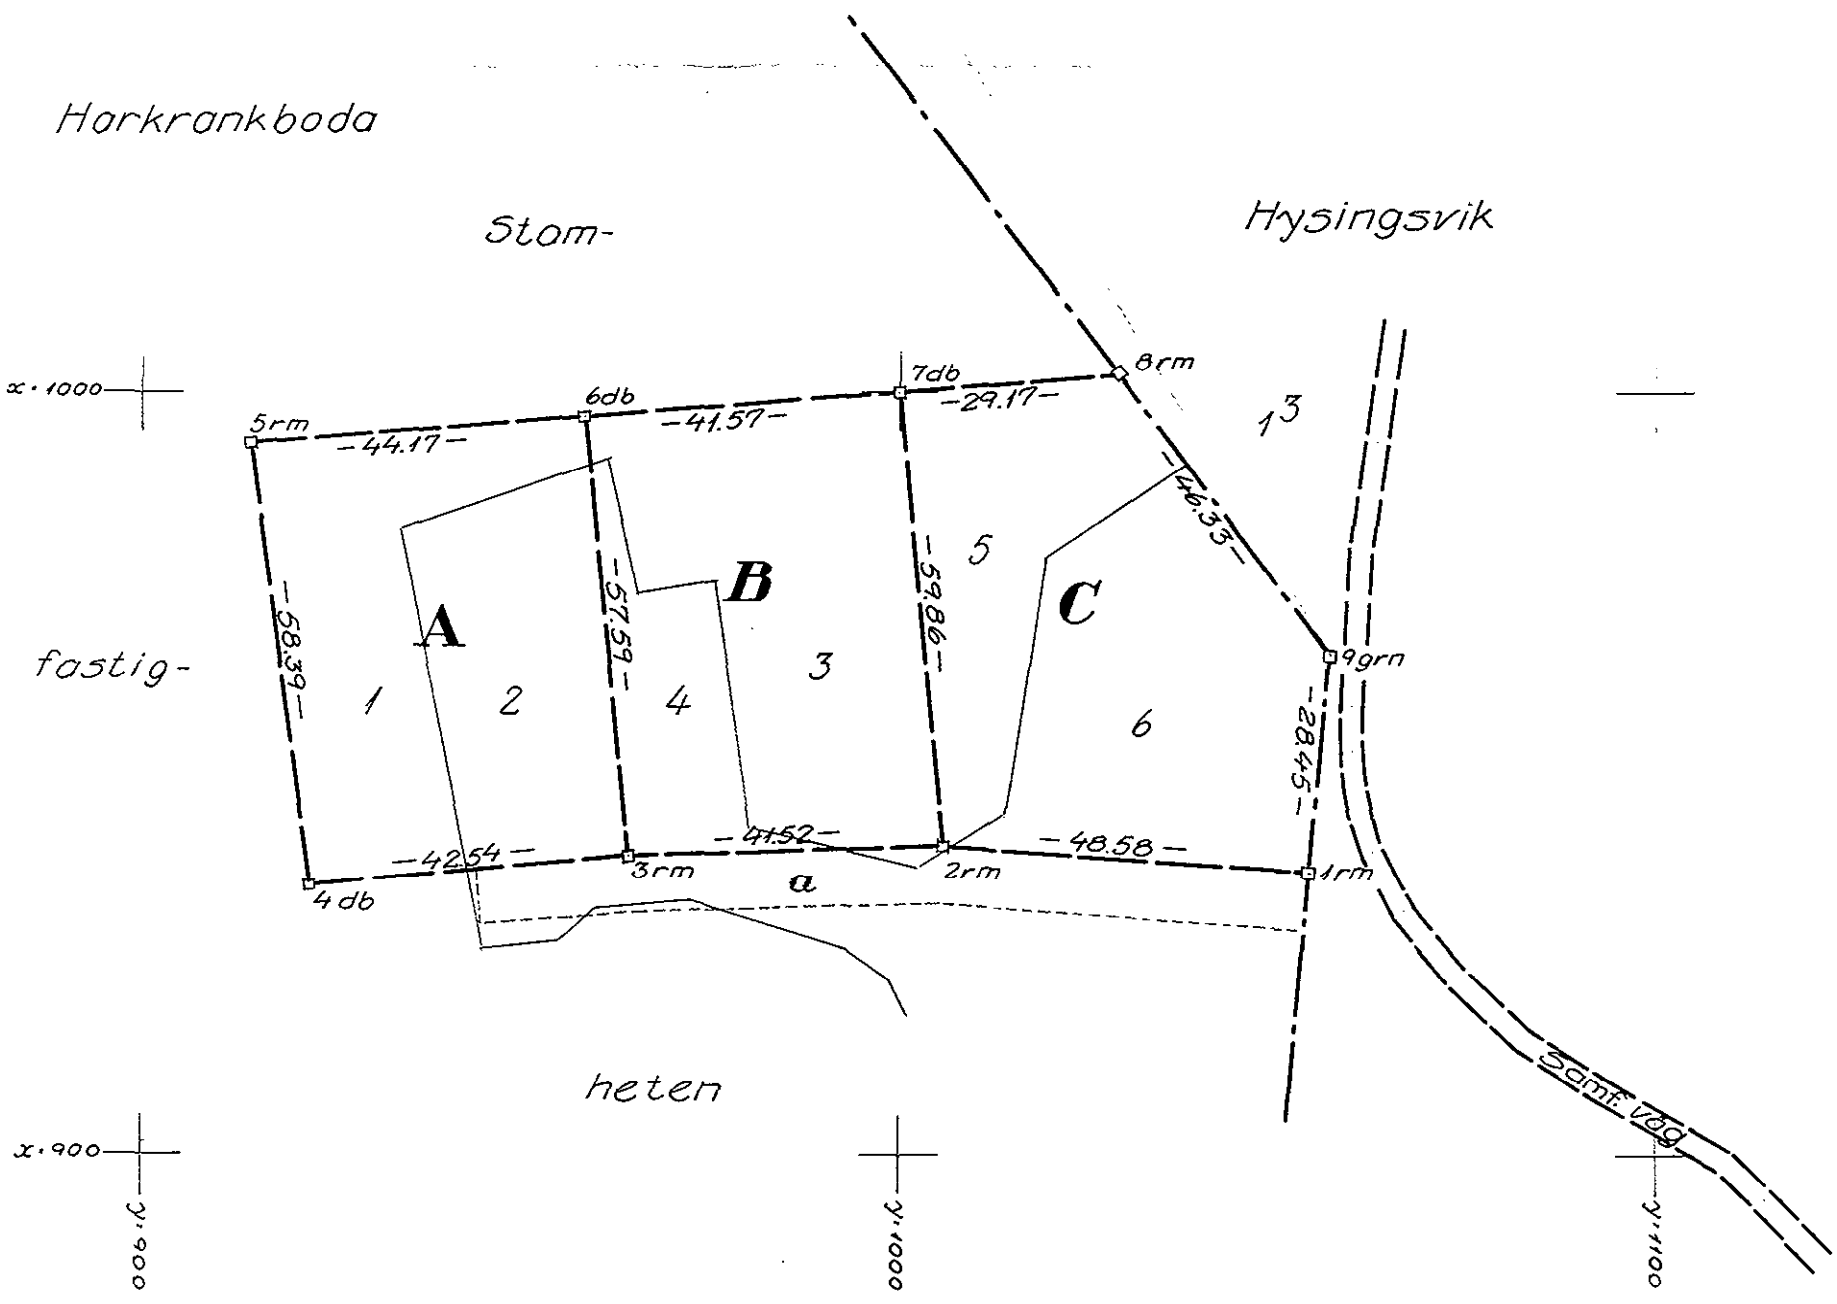 Harkrankboda
Stam-
Hysingsvik
x·1000
5rm
6db
7db
8rm
-44.17-
-41.57-
-29.17-
1³
-46.33-
5
-58.39-
A
-57.59-
B
-59.86-
C
fastig-
1
2
4
3
6
9grn
-28.45-
-42.54-
-41.52-
-48.58-
4db
3rm
a
2rm
1rm
heten
Samf. väg
x·900
y·900
y·1000
y·1100